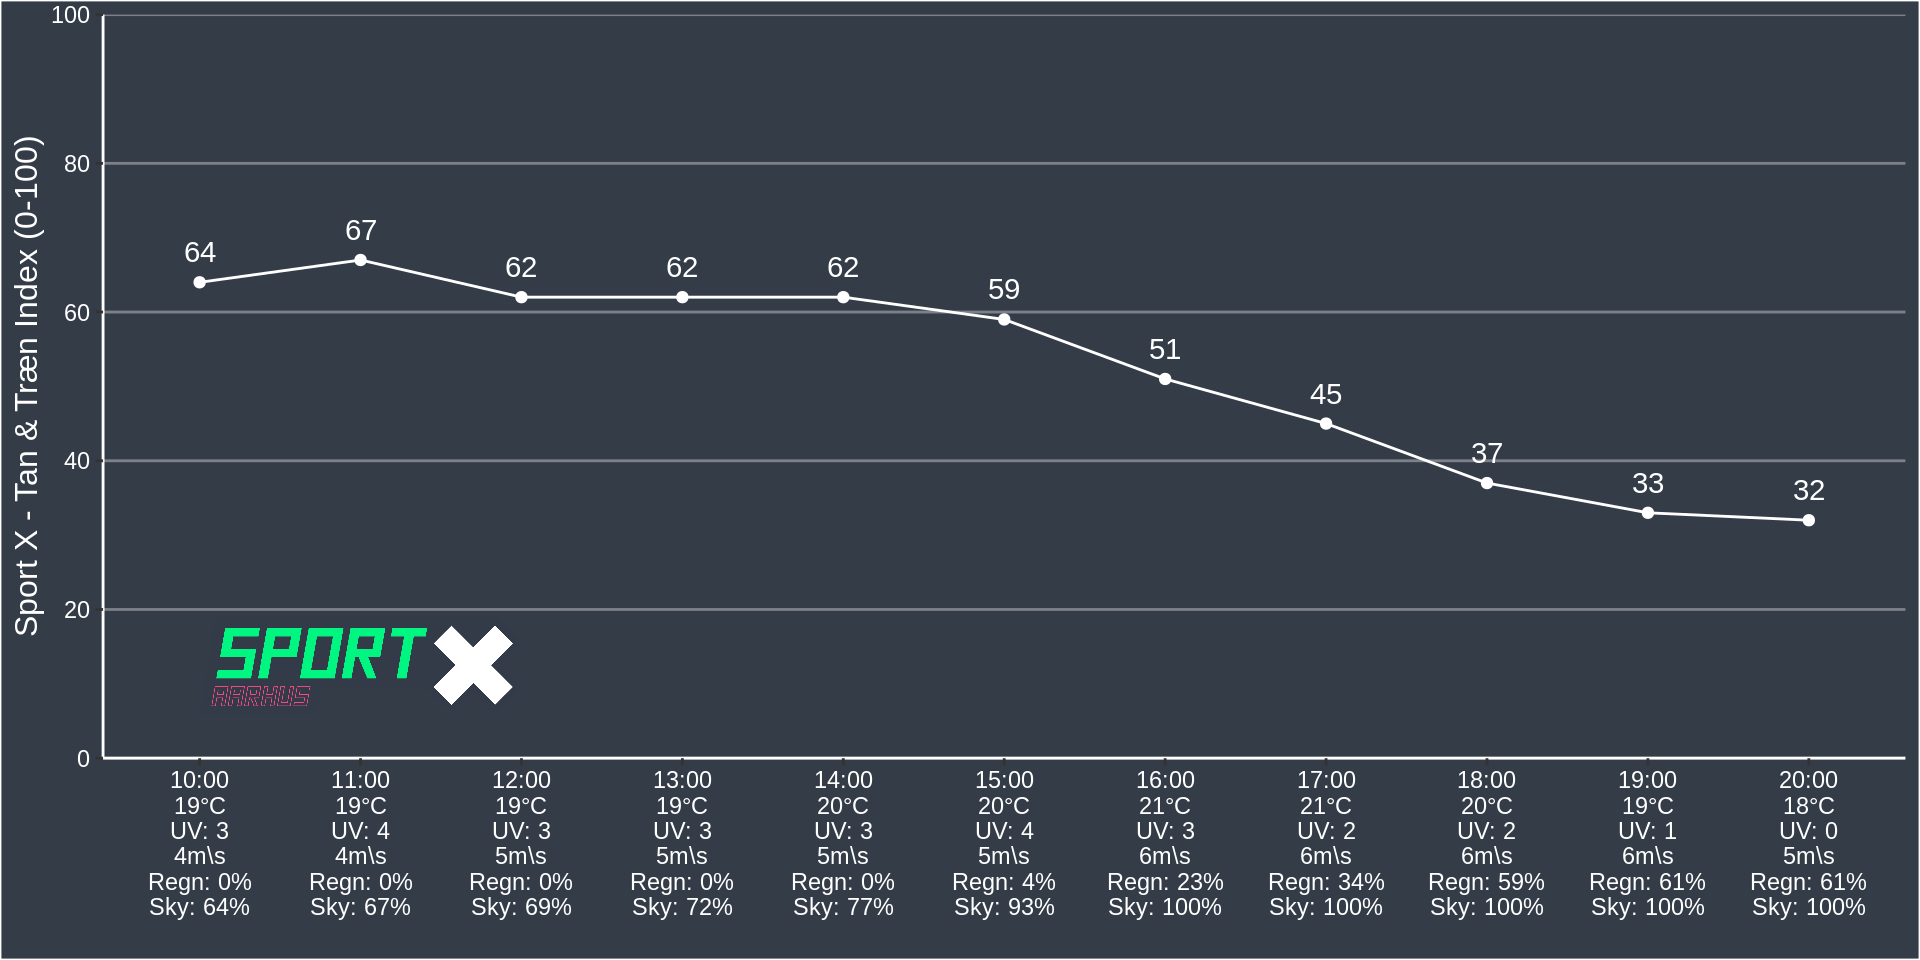 Sport X - Tan & Træn Index (0-100)
100
80
60
40
20
0
64
67
62
62
62
59
51
45
37
33
32
SPORT X
AARHUS
10:00 11:00 12:00 13:00 14:00 15:00 16:00 17:00 18:00 19:00 20:00
19°C 19°C 19°C 19°C 20°C 20°C 21°C 21°C 20°C 19°C 18°C
UV: 3 UV: 4 UV: 3 UV: 3 UV: 3 UV: 4 UV: 3 UV: 2 UV: 2 UV: 1 UV: 0
4m\s 4m\s 5m\s 5m\s 5m\s 5m\s 6m\s 6m\s 6m\s 6m\s 5m\s
Regn: 0% Regn: 0% Regn: 0% Regn: 0% Regn: 0% Regn: 4% Regn: 23% Regn: 34% Regn: 59% Regn: 61% Regn: 61%
Sky: 64% Sky: 67% Sky: 69% Sky: 72% Sky: 77% Sky: 93% Sky: 100% Sky: 100% Sky: 100% Sky: 100% Sky: 100%